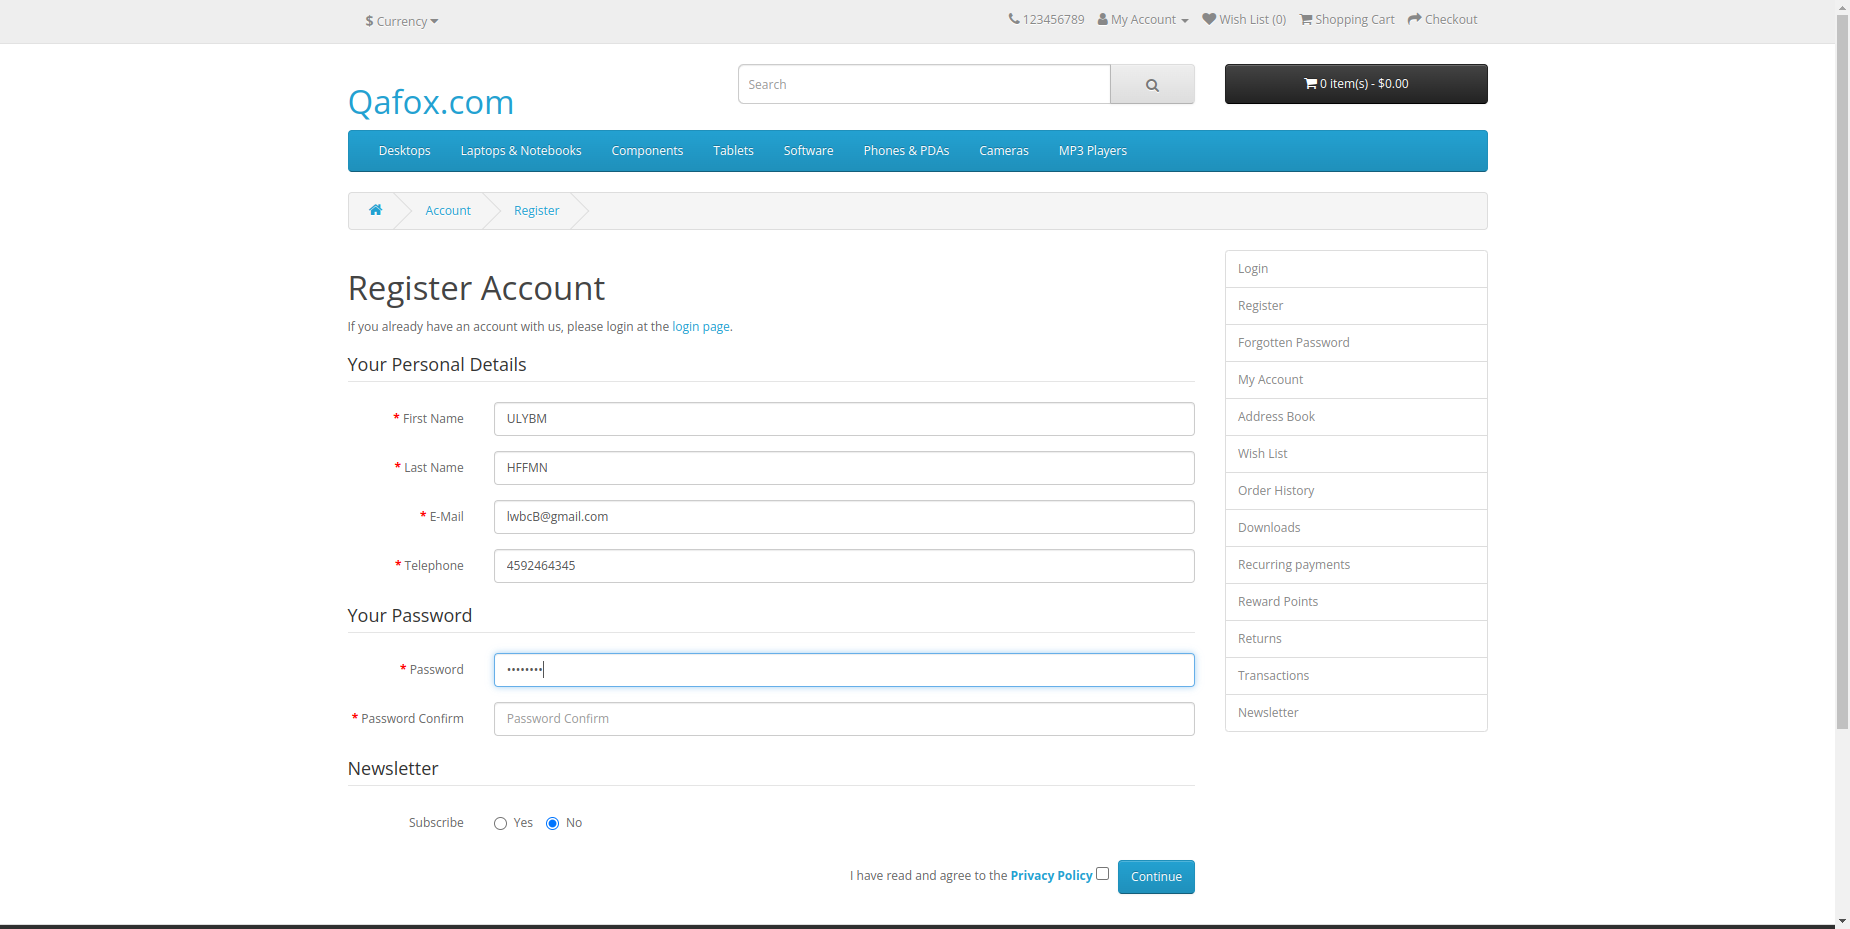 $ Currency
123456789 My Account Wish List (0) Shopping Cart Checkout
Qafox.com
Search
0 item(s) - $0.00
Desktops Laptops & Notebooks Components Tablets Software Phones & PDAs Cameras MP3 Players
Account Register
Register Account
If you already have an account with us, please login at the login page.
Your Personal Details
* First Name ULYBM
* Last Name HFFMN
* E-Mail lwbcB@gmail.com
* Telephone 4592464345
Your Password
* Password ••••••••
* Password Confirm Password Confirm
Newsletter
Subscribe Yes No
I have read and agree to the Privacy Policy Continue
Login
Register
Forgotten Password
My Account
Address Book
Wish List
Order History
Downloads
Recurring payments
Reward Points
Returns
Transactions
Newsletter